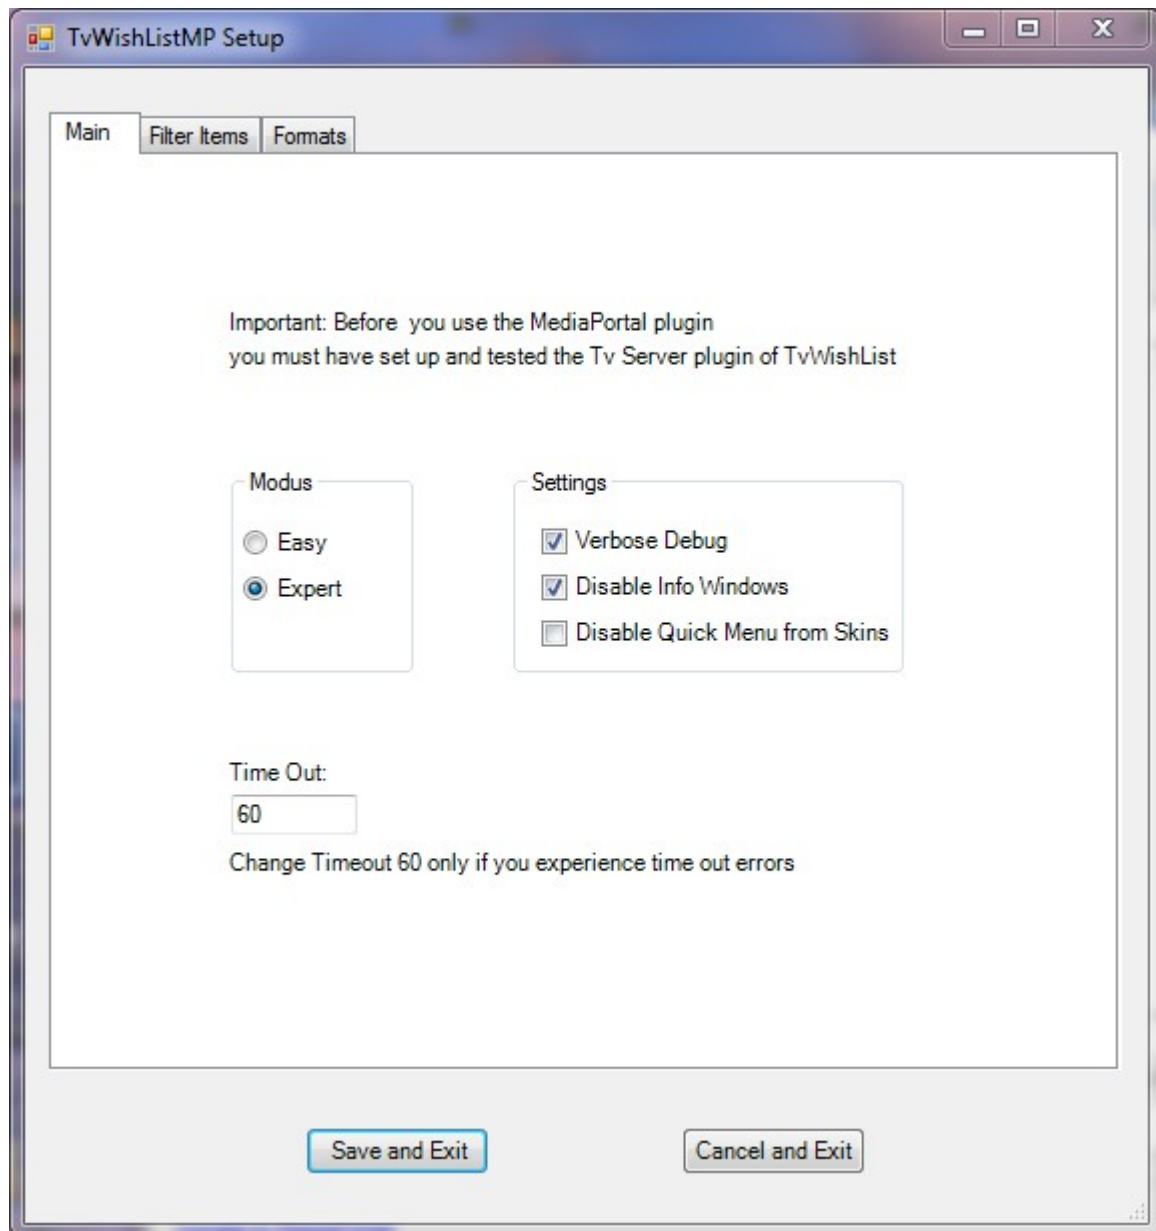 TvWishListMP Setup
Main
Filter Items
Formats
Important: Before  you use the MediaPortal plugin
you must have set up and tested the Tv Server plugin of TvWishList
Modus
Easy
Expert
Settings
Verbose Debug
Disable Info Windows
Disable Quick Menu from Skins
Time Out:
60
Change Timeout 60 only if you experience time out errors
Save and Exit
Cancel and Exit